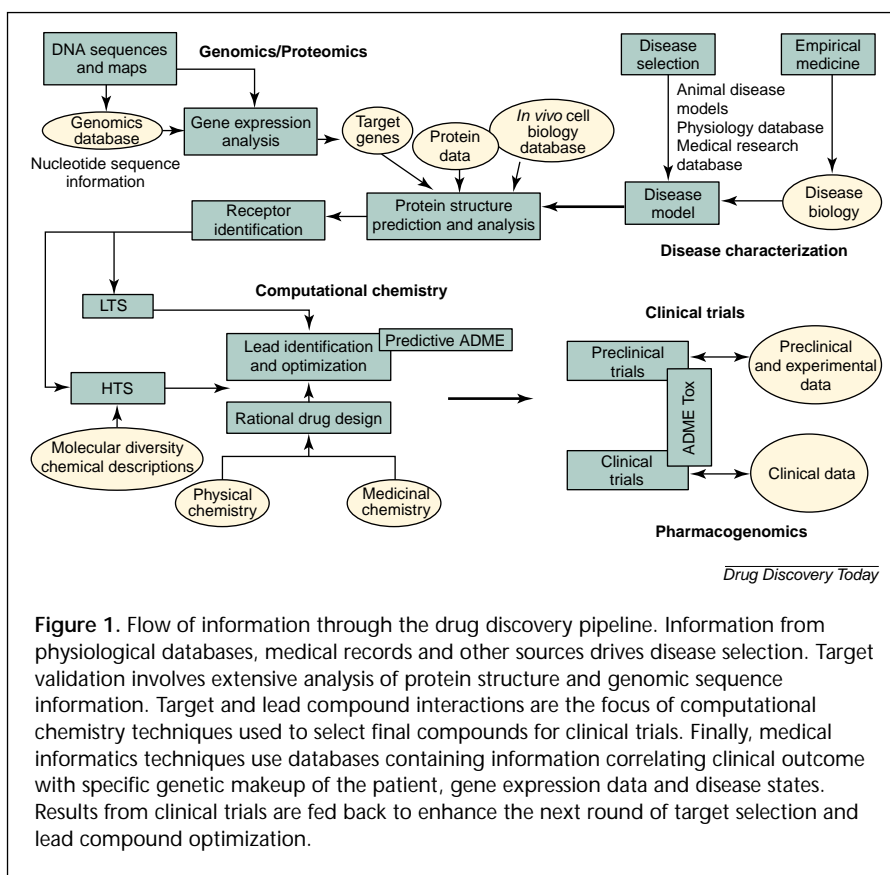 DNA sequences
and maps
Genomics/Proteomics
Disease
selection
Empirical
medicine
Genomics
database
Gene expression
analysis
Target
genes
Protein
data
In vivo cell
biology
database
Animal disease
models
Physiology database
Medical research
database
Nucleotide sequence
information
Receptor
identification
Protein structure
prediction and analysis
Disease
model
Disease
biology
Disease characterization
LTS
Computational chemistry
Clinical trials
Lead identification
and optimization
Predictive ADME
Preclinical
trials
Preclinical
and experimental
data
HTS
Rational drug design
ADME Tox
Molecular diversity
chemical descriptions
Physical
chemistry
Medicinal
chemistry
Clinical
trials
Clinical data
Pharmacogenomics
Drug Discovery Today
Figure 1. Flow of information through the drug discovery pipeline. Information from
physiological databases, medical records and other sources drives disease selection. Target
validation involves extensive analysis of protein structure and genomic sequence
information. Target and lead compound interactions are the focus of computational
chemistry techniques used to select final compounds for clinical trials. Finally, medical
informatics techniques use databases containing information correlating clinical outcome
with specific genetic makeup of the patient, gene expression data and disease states.
Results from clinical trials are fed back to enhance the next round of target selection and
lead compound optimization.